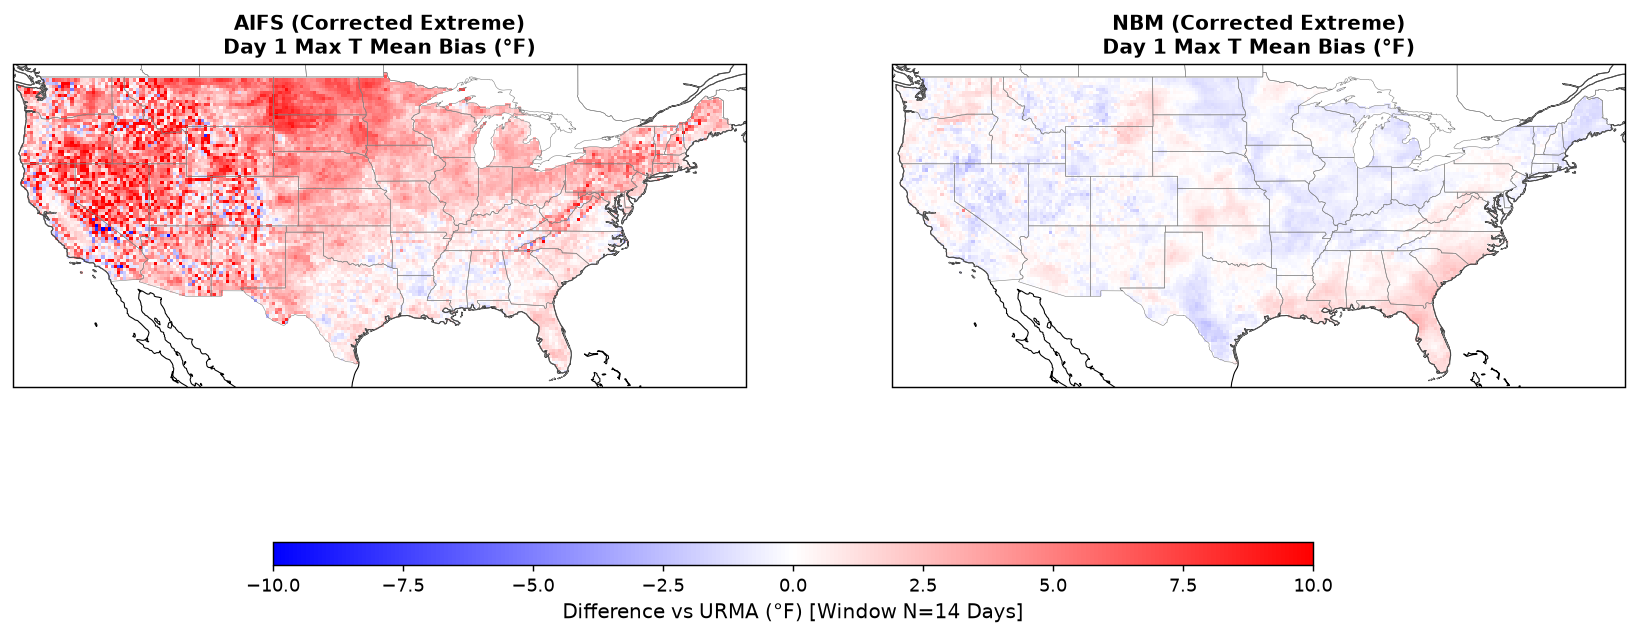 AIFS (Corrected Extreme)
Day 1 Max T Mean Bias (°F)
NBM (Corrected Extreme)
Day 1 Max T Mean Bias (°F)
−10.0 −7.5 −5.0 −2.5 0.0 2.5 5.0 7.5 10.0
Difference vs URMA (°F) [Window N=14 Days]